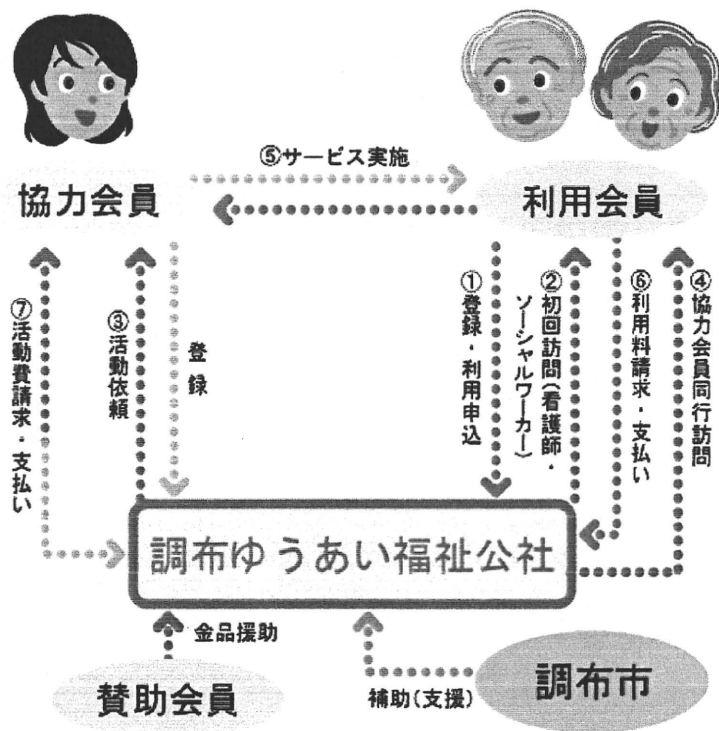 ⑤サービス実施
協力会員
利用会員
⑦活動費請求・支払い
③活動依頼
登録
①登録・利用申込
②初回訪問(看護師・
ソーシャルワーカー)
⑥利用料請求・支払い
④協力会員同行訪問
調布ゆうあい福祉公社
金品援助
賛助会員
補助(支援)
調布市